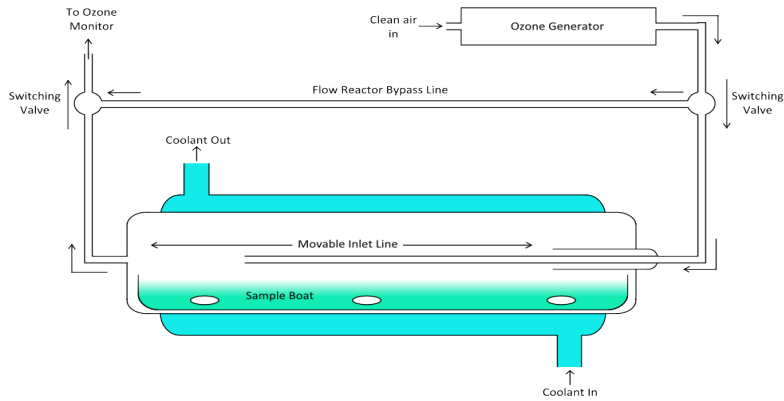 To Ozone
Monitor
Clean air
in
Ozone Generator
Switching
Valve
Flow Reactor Bypass Line
Switching
Valve
Coolant Out
Movable Inlet Line
Sample Boat
Coolant In